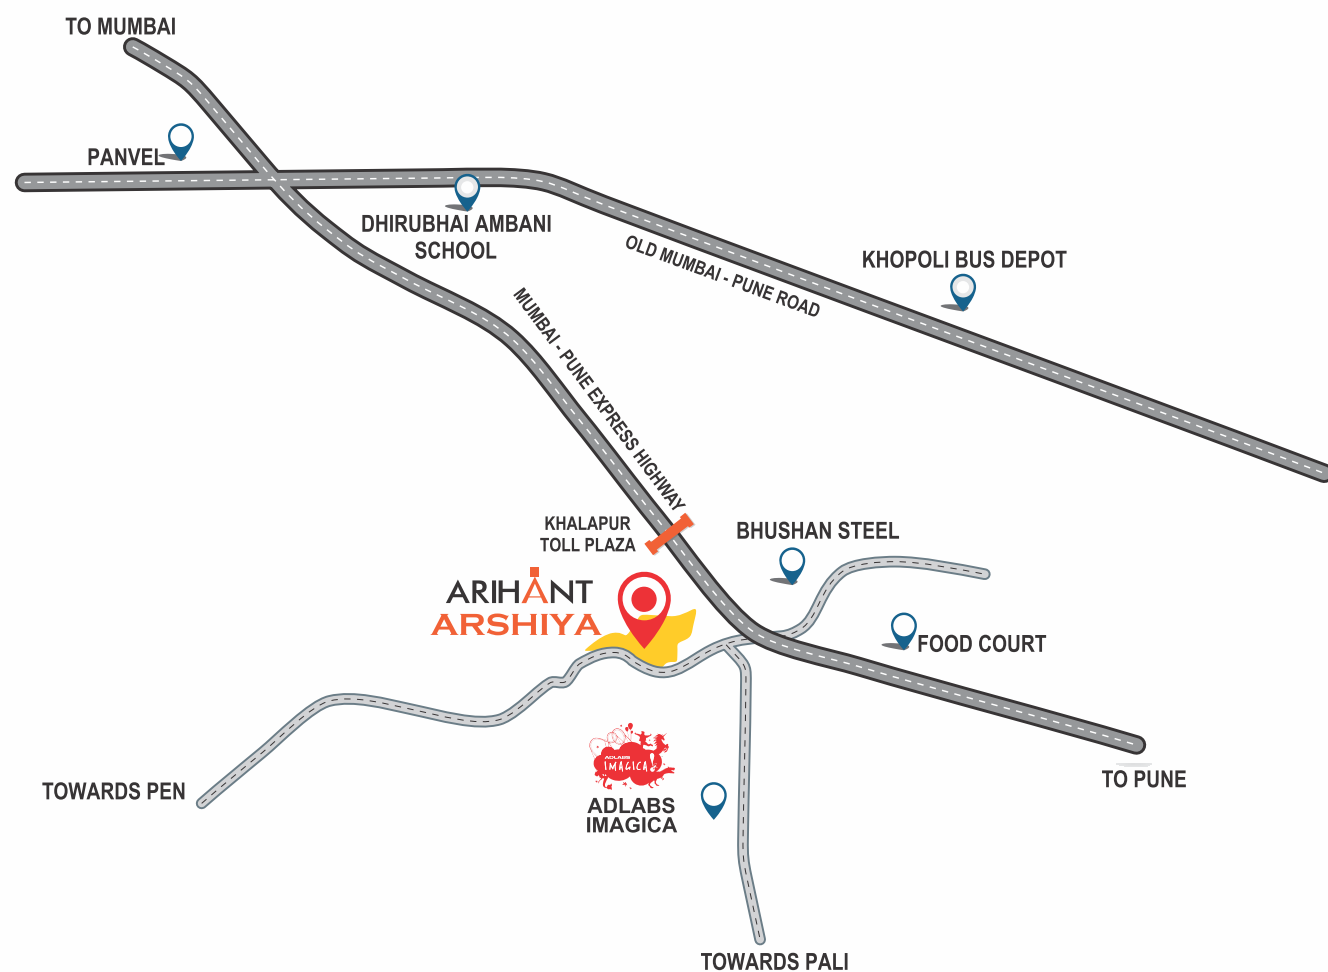 TO MUMBAI
PANVEL
DHIRUBHAI AMBANI
SCHOOL
OLD MUMBAI - PUNE ROAD
KHOPOLI BUS DEPOT
MUMBAI - PUNE EXPRESS HIGHWAY
KHALAPUR
TOLL PLAZA
BHUSHAN STEEL
ARIHANT
ARSHIYA
FOOD COURT
ADLABS
IMAGICA!
ADLABS
IMAGICA
TOWARDS PEN
TO PUNE
TOWARDS PALI